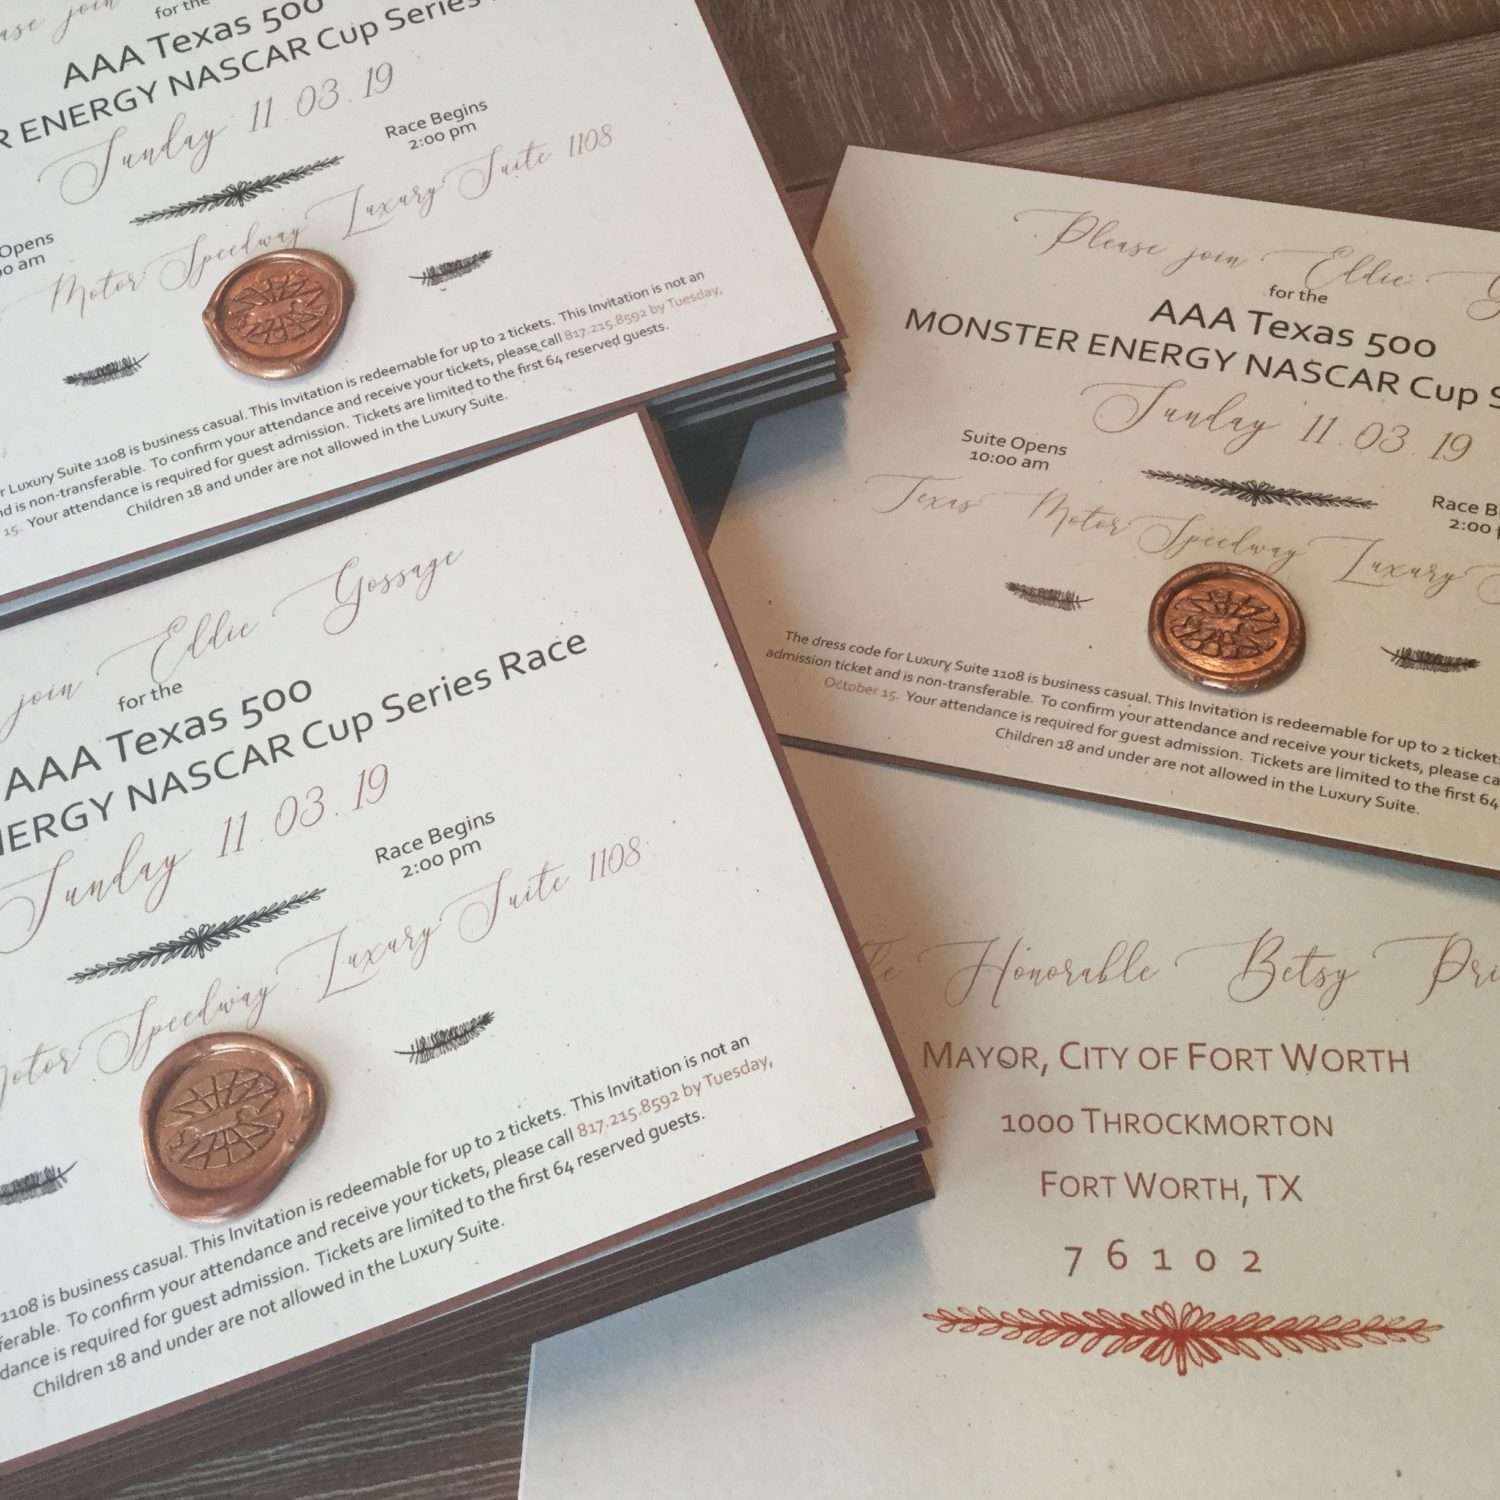 ase join
for the
AAA Texas 500
R ENERGY NASCAR Cup Series
Sunday 11.03.19
Race Begins
2:00 pm
Opens
00 am
Motor Speedway Luxury Suite 1108
r Luxury Suite 1108 is business casual. This Invitation is redeemable for up to 2 tickets. This Invitation is not an
nd is non-transferable. To confirm your attendance and receive your tickets, please call 817.215.8592 by Tuesday,
15. Your attendance is required for guest admission. Tickets are limited to the first 64 reserved guests.
Children 18 and under are not allowed in the Luxury Suite.
Please join Eddie G
for the
AAA Texas 500
MONSTER ENERGY NASCAR Cup S
Sunday 11.03.19
Suite Opens
10:00 am
Race B
2:00
Texas Motor Speedway Luxury
The dress code for Luxury Suite 1108 is business casual. This Invitation is redeemable for up to 2 tickets
admission ticket and is non-transferable. To confirm your attendance and receive your tickets, please ca
October 15. Your attendance is required for guest admission. Tickets are limited to the first 64
Children 18 and under are not allowed in the Luxury Suite.
join Eddie Gossage
for the
AAA Texas 500
NERGY NASCAR Cup Series Race
Sunday 11.03.19
Race Begins
2:00 pm
Motor Speedway Luxury Suite 1108
1108 is business casual. This Invitation is redeemable for up to 2 tickets. This Invitation is not an
ferable. To confirm your attendance and receive your tickets, please call 817.215.8592 by Tuesday,
dance is required for guest admission. Tickets are limited to the first 64 reserved guests.
Children 18 and under are not allowed in the Luxury Suite.
he Honorable Betsy Pri
Mayor, City of Fort Worth
1000 Throckmorton
Fort Worth, TX
76102